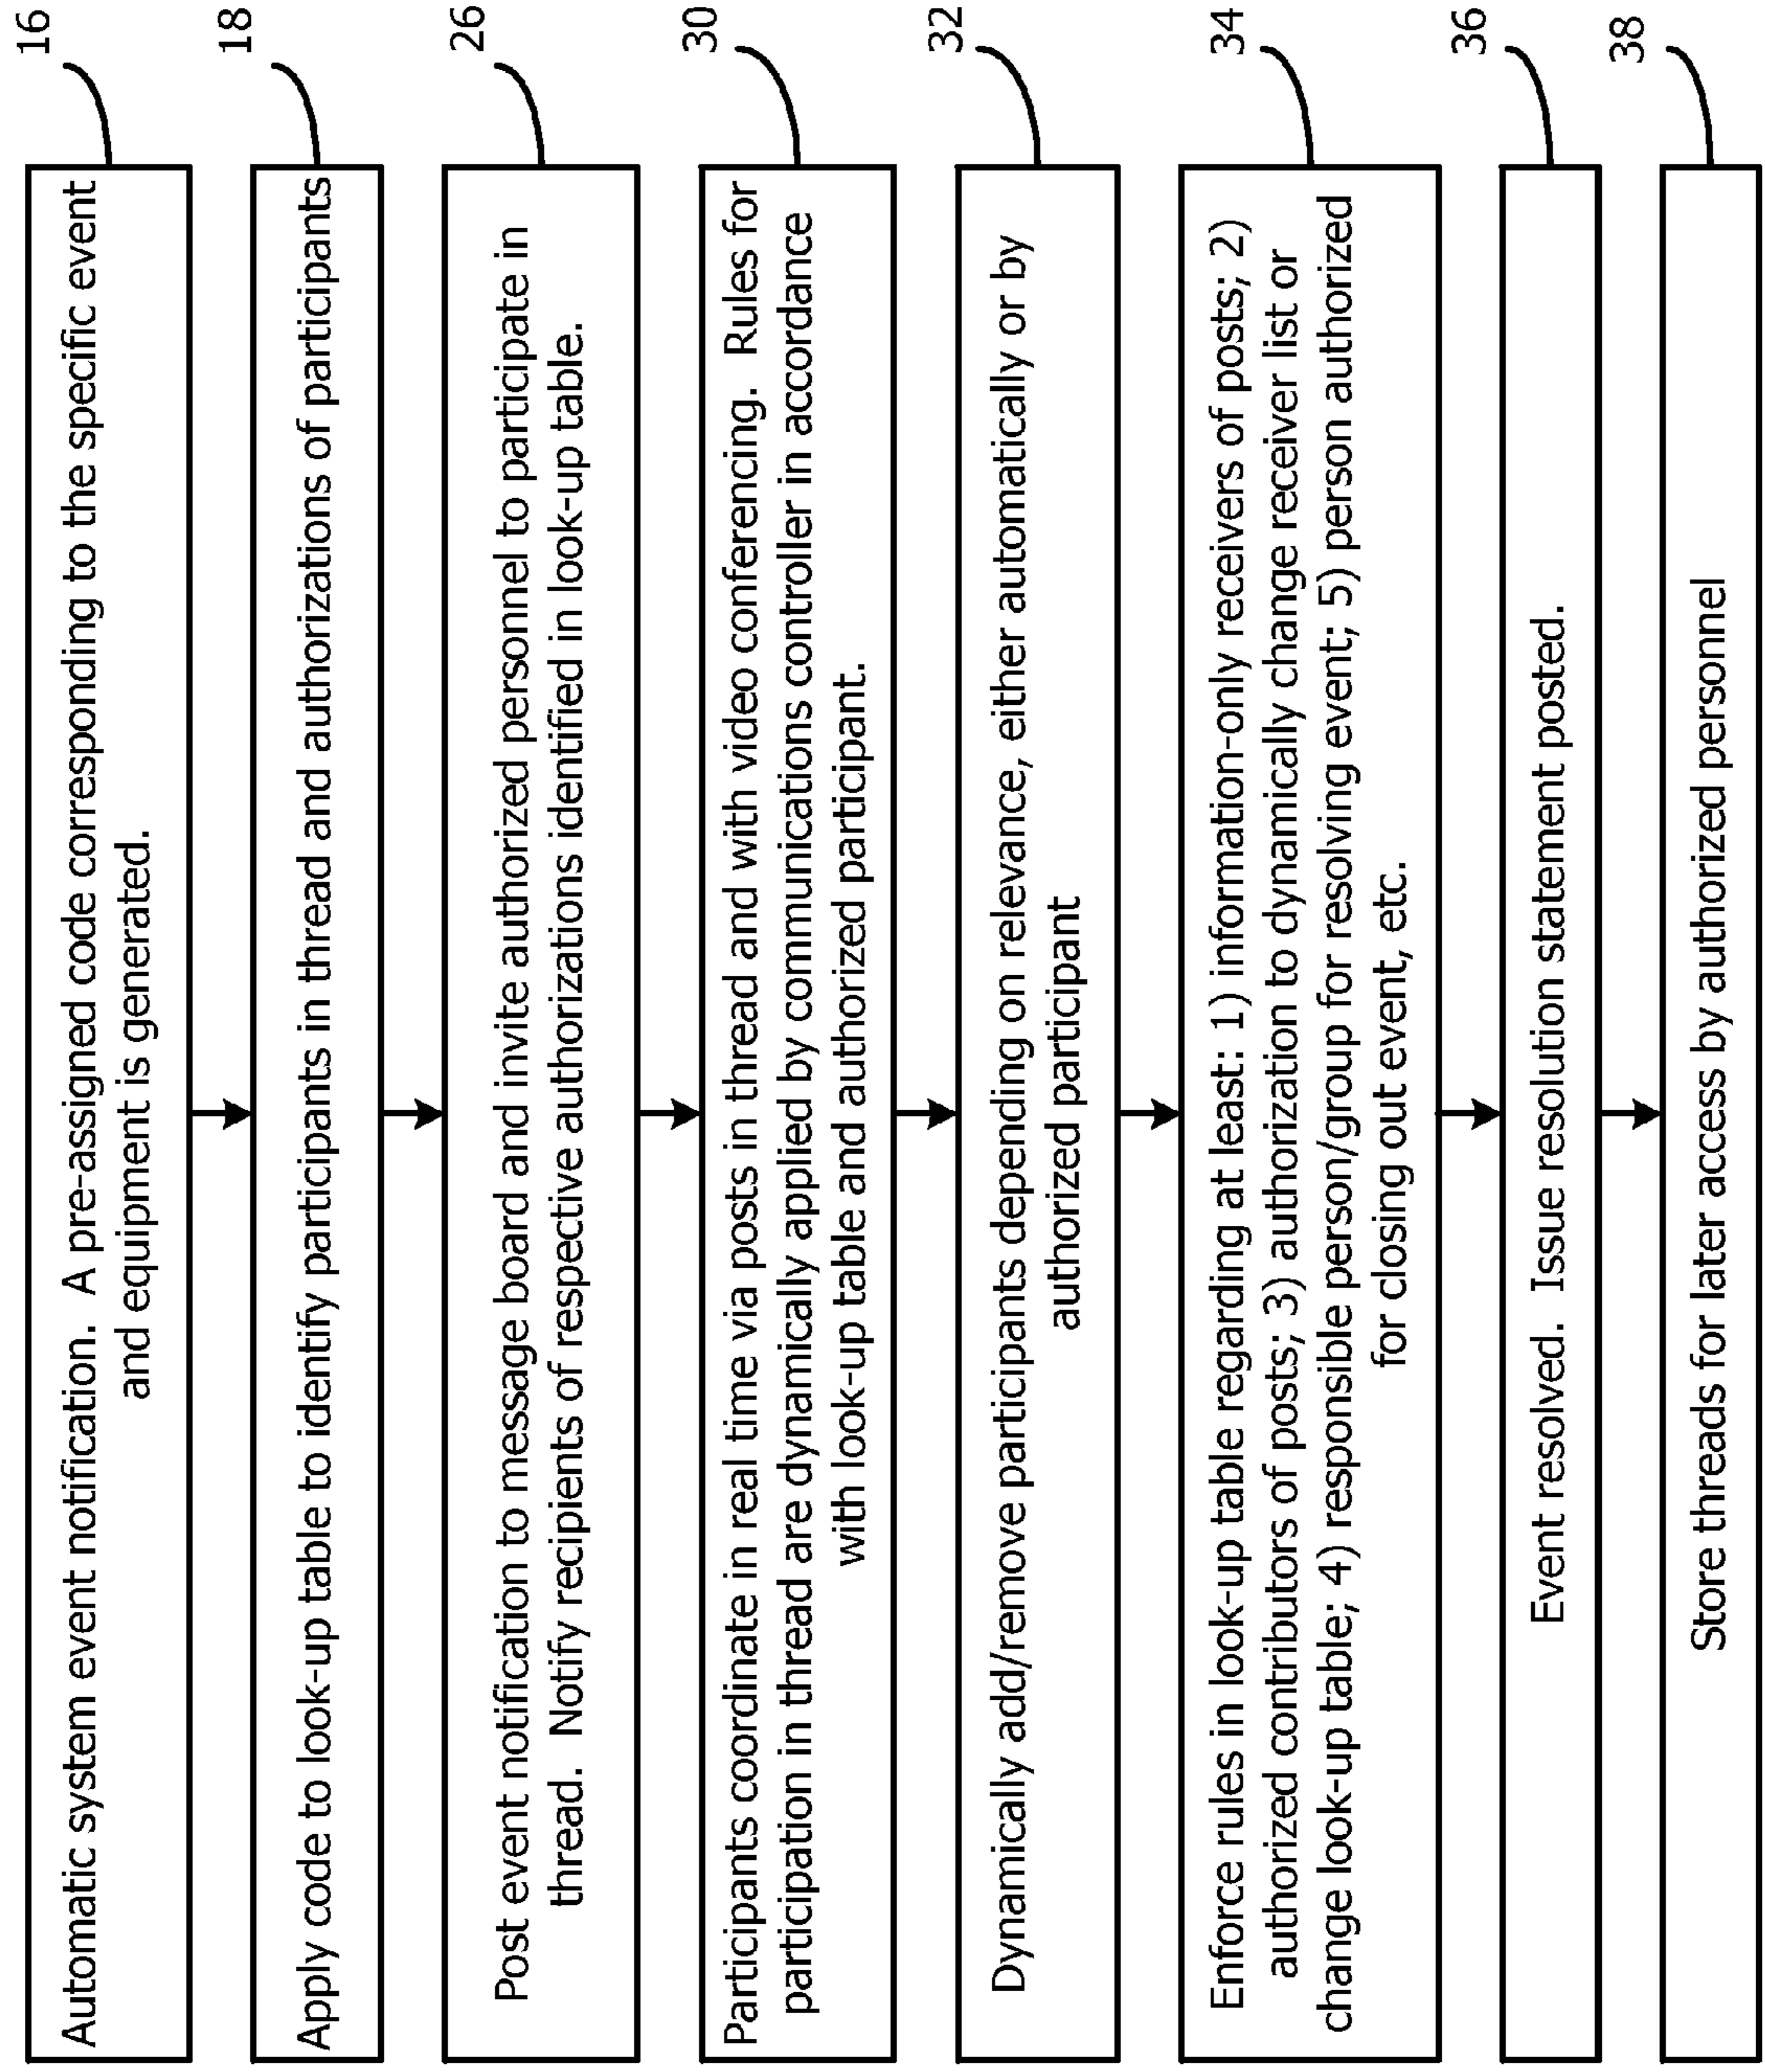 16
Automatic system event notification.  A pre-assigned code corresponding to the specific event
and equipment is generated.
18
Apply code to look-up table to identify participants in thread and authorizations of participants
26
Post event notification to message board and invite authorized personnel to participate in
thread.  Notify recipients of respective authorizations identified in look-up table.
30
Participants coordinate in real time via posts in thread and with video conferencing.  Rules for
participation in thread are dynamically applied by communications controller in accordance
with look-up table and authorized participant.
32
Dynamically add/remove participants depending on relevance, either automatically or by
authorized participant
34
Enforce rules in look-up table regarding at least: 1) information-only receivers of posts; 2)
authorized contributors of posts; 3) authorization to dynamically change receiver list or
change look-up table; 4) responsible person/group for resolving event; 5) person authorized
for closing out event, etc.
36
Event resolved.  Issue resolution statement posted.
38
Store threads for later access by authorized personnel